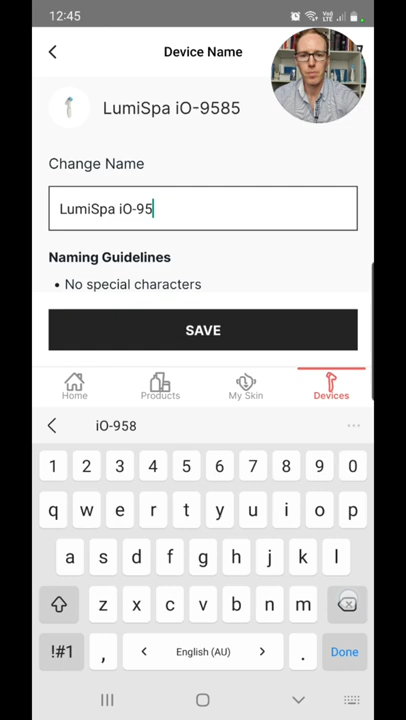 12:45
Vo))
LTE
Device Name
LumiSpa iO-9585
Change Name
LumiSpa iO-95
Naming Guidelines
• No special characters
SAVE
Home Products My Skin Devices
iO-958
1 2 3 4 5 6 7 8 9 0
q w e r t y u i o p
a s d f g h j k l
z x c v b n m
!#1 , < English (AU) > . Done